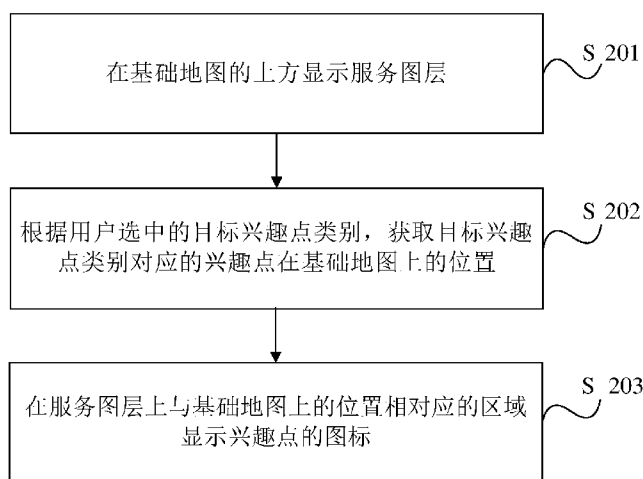 在基础地图的上方显示服务图层
S 201
根据用户选中的目标兴趣点类别，获取目标兴趣
点类别对应的兴趣点在基础地图上的位置
S 202
在服务图层上与基础地图上的位置相对应的区域
显示兴趣点的图标
S 203